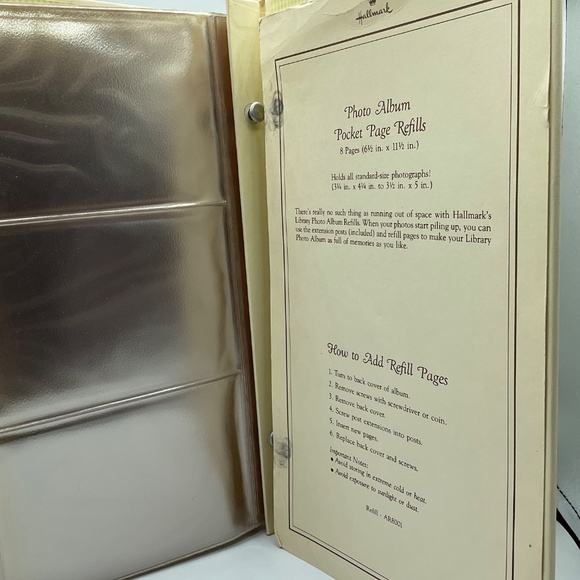 Hallmark
Photo Album
Pocket Page Refills
8 Pages (6½ in. x 11½ in.)
Holds all standard-size photographs!
(3¼ in. x 4¼ in. to 3½ in. x 5 in.)
There's really no such thing as running out of space with Hallmark's
Library Photo Album Refills. When your photos start piling up, you can
use the extension posts (included) and refill pages to make your Library
Photo Album as full of memories as you like.
How to Add Refill Pages
1. Turn to back cover of album.
2. Remove screws with screwdriver or coin.
3. Remove back cover.
4. Screw post extensions into posts.
5. Insert new pages.
6. Replace back cover and screws.
Important Notes:
• Avoid storing in extreme cold or heat.
• Avoid exposure to sunlight or dust.
Refill - AR8001